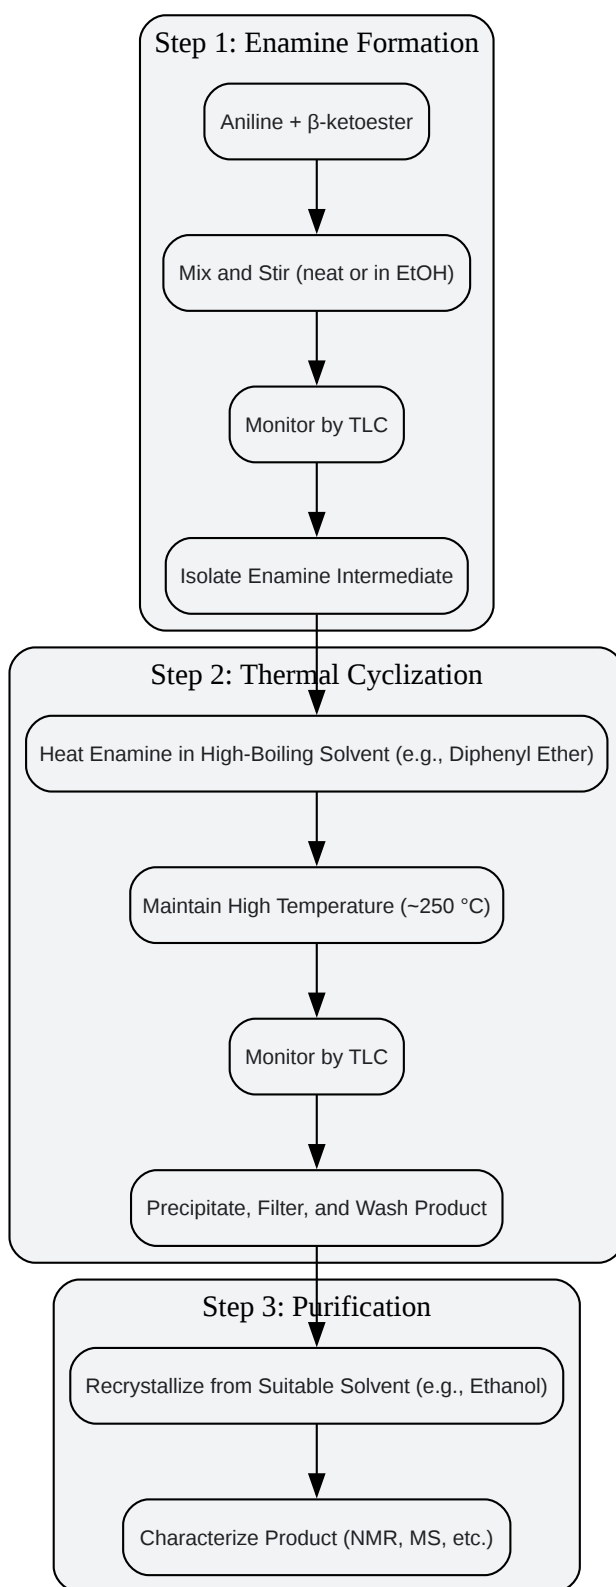 Step 1: Enamine Formation
Aniline + β-ketoester
Mix and Stir (neat or in EtOH)
Monitor by TLC
Isolate Enamine Intermediate
Step 2: Thermal Cyclization
Heat Enamine in High-Boiling Solvent (e.g., Diphenyl Ether)
Maintain High Temperature (~250 °C)
Monitor by TLC
Precipitate, Filter, and Wash Product
Step 3: Purification
Recrystallize from Suitable Solvent (e.g., Ethanol)
Characterize Product (NMR, MS, etc.)